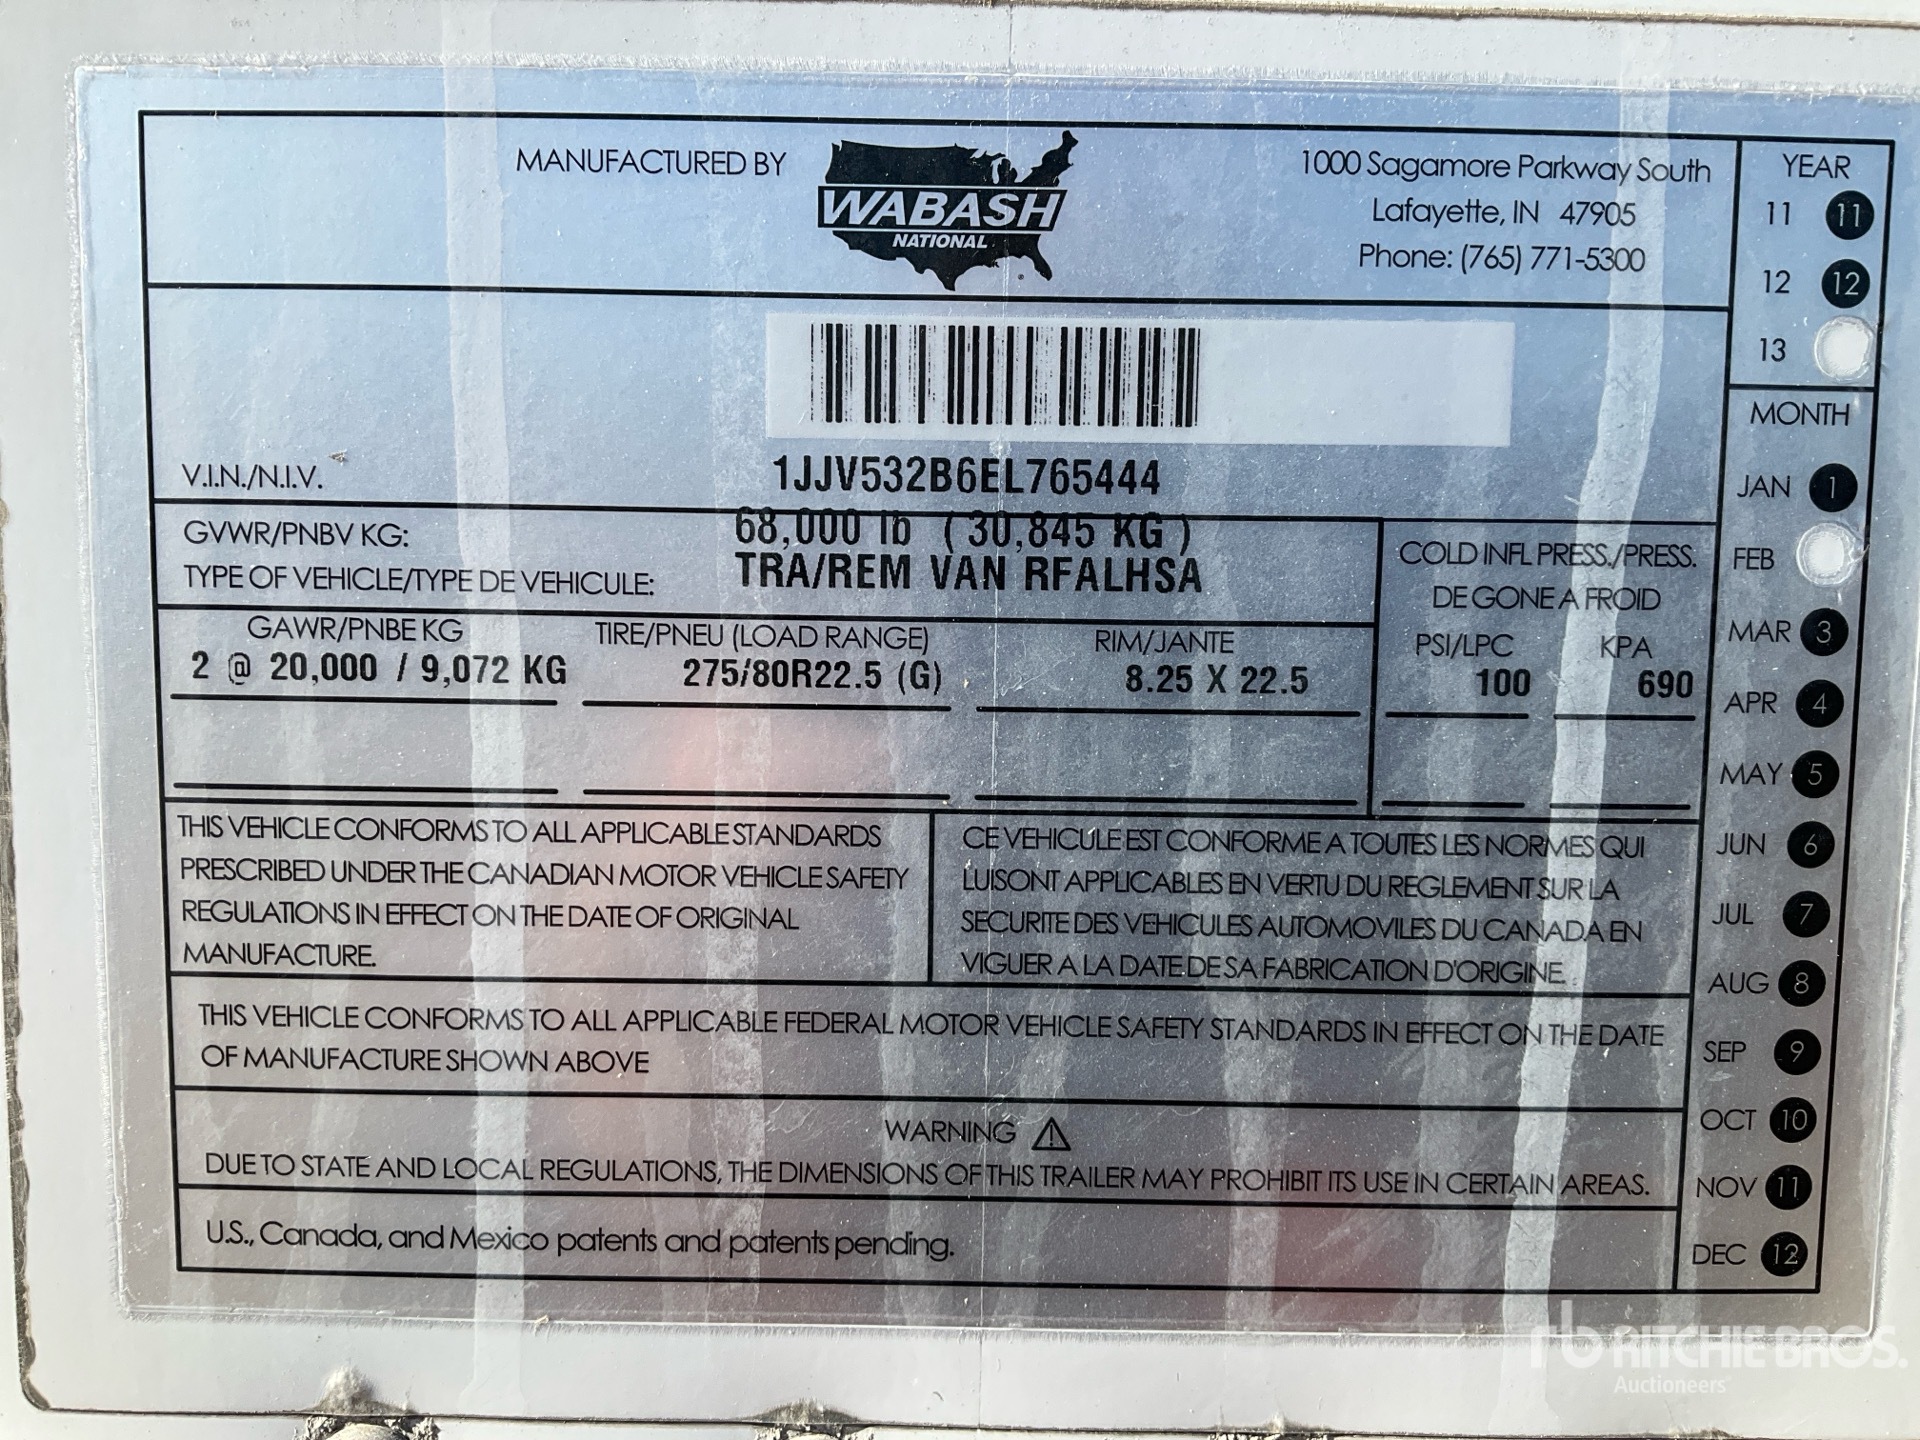 MANUFACTURED BY
WABASH
NATIONAL
1000 Sagamore Parkway South
Lafayette, IN 47905
Phone: (765) 771-5300
V.I.N./N.I.V.
1JJV532B6EL765444
GVWR/PNBV KG:
68,000 lb ( 30,845 KG )
TYPE OF VEHICLE/TYPE DE VEHICULE:
TRA/REM VAN RFALHSA
COLD INFL PRESS./PRESS.
DE GONE A FROID
GAWR/PNBE KG
TIRE/PNEU (LOAD RANGE)
RIM/JANTE
PSI/LPC
KPA
2 @ 20,000 / 9,072 KG
275/80R22.5 (G)
8.25 X 22.5
100
690
THIS VEHICLE CONFORMS TO ALL APPLICABLE STANDARDS
PRESCRIBED UNDER THE CANADIAN MOTOR VEHICLE SAFETY
REGULATIONS IN EFFECT ON THE DATE OF ORIGINAL
MANUFACTURE.
CE VEHICULE EST CONFORME A TOUTES LES NORMES QUI
LUI SONT APPLICABLES EN VERTU DU REGLEMENT SUR LA
SECURITE DES VEHICULES AUTOMOVILES DU CANADA EN
VIGUER A LA DATE DE SA FABRICATION D'ORIGINE.
THIS VEHICLE CONFORMS TO ALL APPLICABLE FEDERAL MOTOR VEHICLE SAFETY STANDARDS IN EFFECT ON THE DATE
OF MANUFACTURE SHOWN ABOVE
WARNING
DUE TO STATE AND LOCAL REGULATIONS, THE DIMENSIONS OF THIS TRAILER MAY PROHIBIT ITS USE IN CERTAIN AREAS.
U.S., Canada, and Mexico patents and patents pending.
YEAR
11 11
12 12
13
MONTH
JAN 1
FEB
MAR 3
APR 4
MAY 5
JUN 6
JUL 7
AUG 8
SEP 9
OCT 10
NOV 11
DEC 12
rb RITCHIE BROS.
Auctioneers